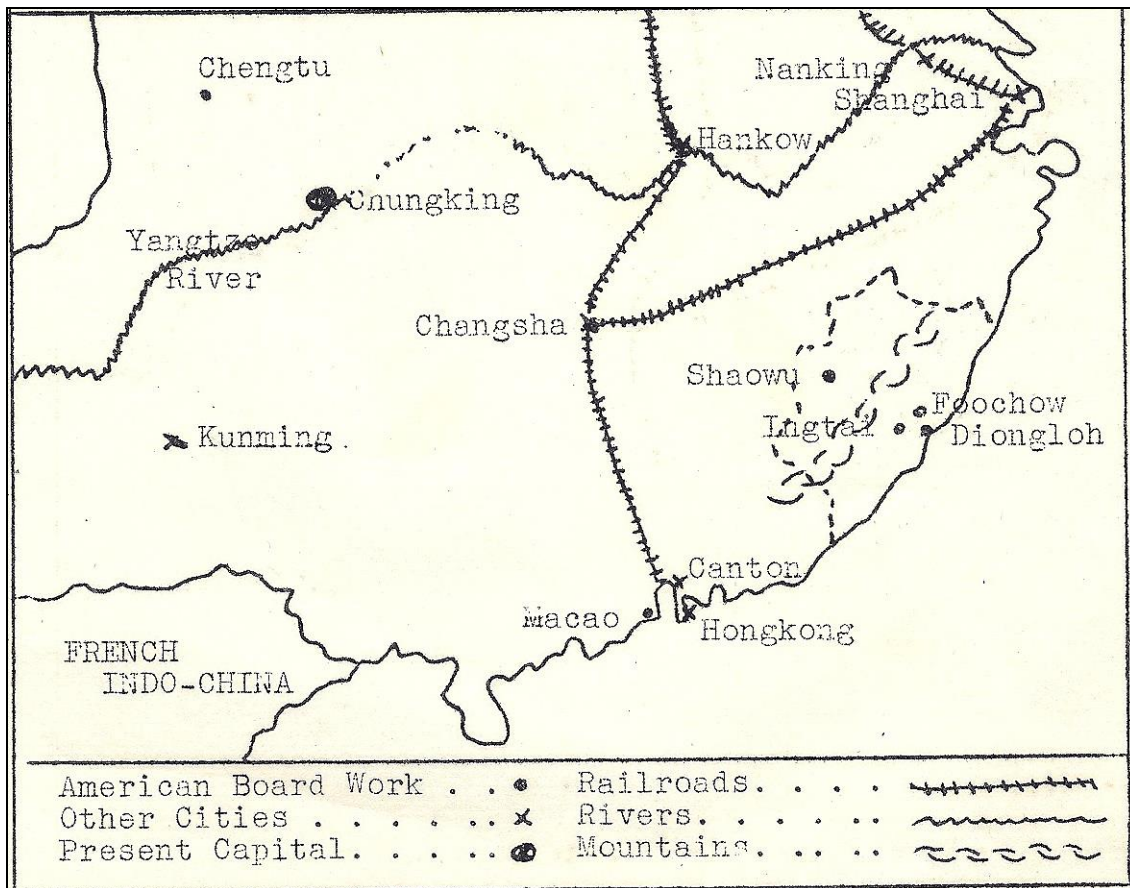 Chengtu
Nanking
Shanghai
Hankow
Chungking
Yangtze
River
Changsha
Shaowu
Foochow
Ingtai
Diongloh
Kunming.
Canton
Macao
Hongkong
FRENCH
INDO-CHINA
American Board Work . . Railroads. . . . .
Other Cities . . . . . .. Rivers. . . . ...
Present Capital. . . . .. Mountains. . . ..